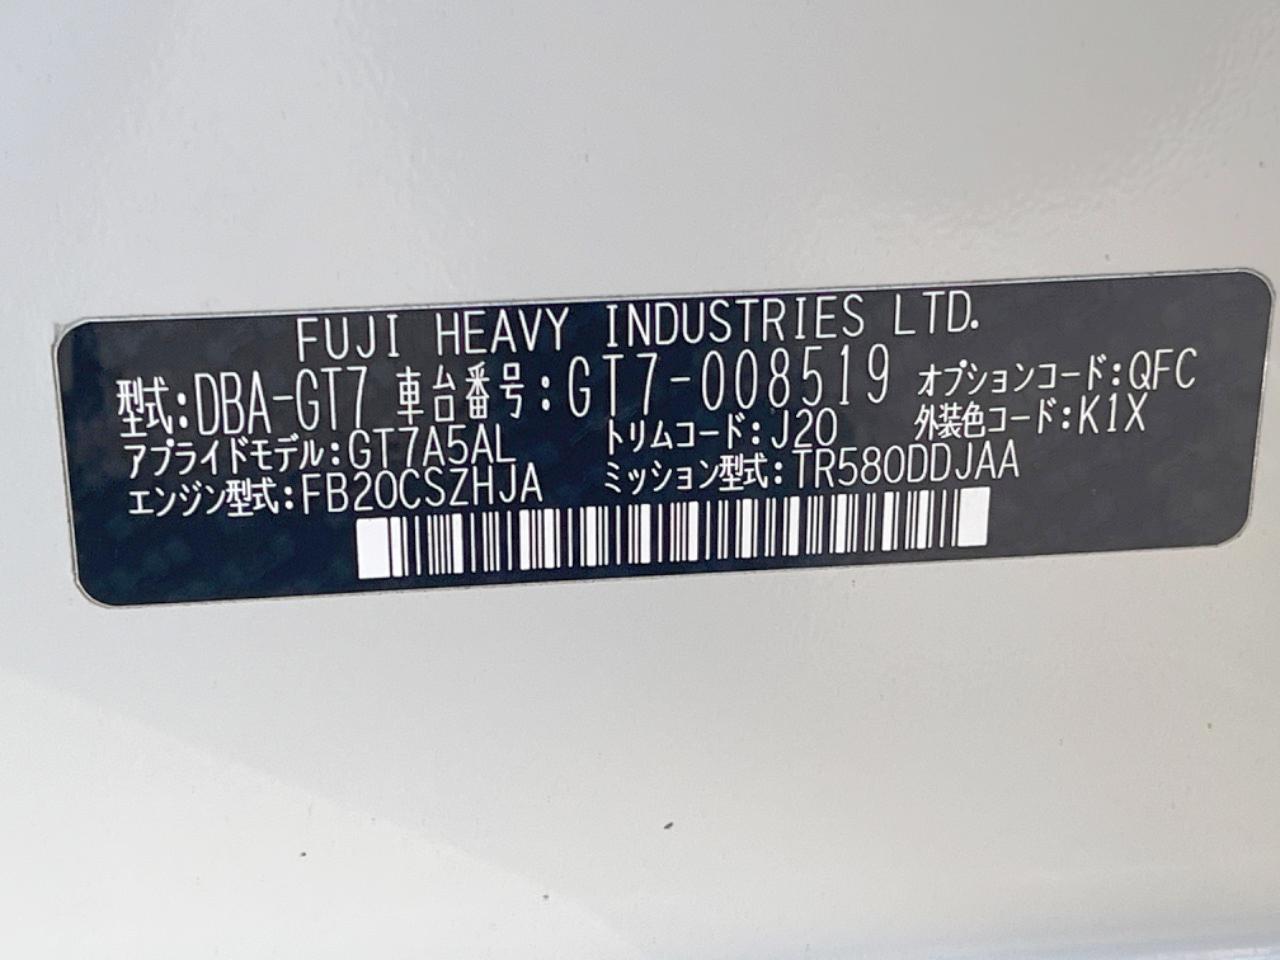 FUJI HEAVY INDUSTRIES LTD.
型式:DBA-GT7 車台番号:GT7-008519 オプションコード:QFC
アプライドモデル:GT7A5AL トリムコード:J20 外装色コード:K1X
エンジン型式:FB20CSZHJA ミッション型式:TR580DDJAA